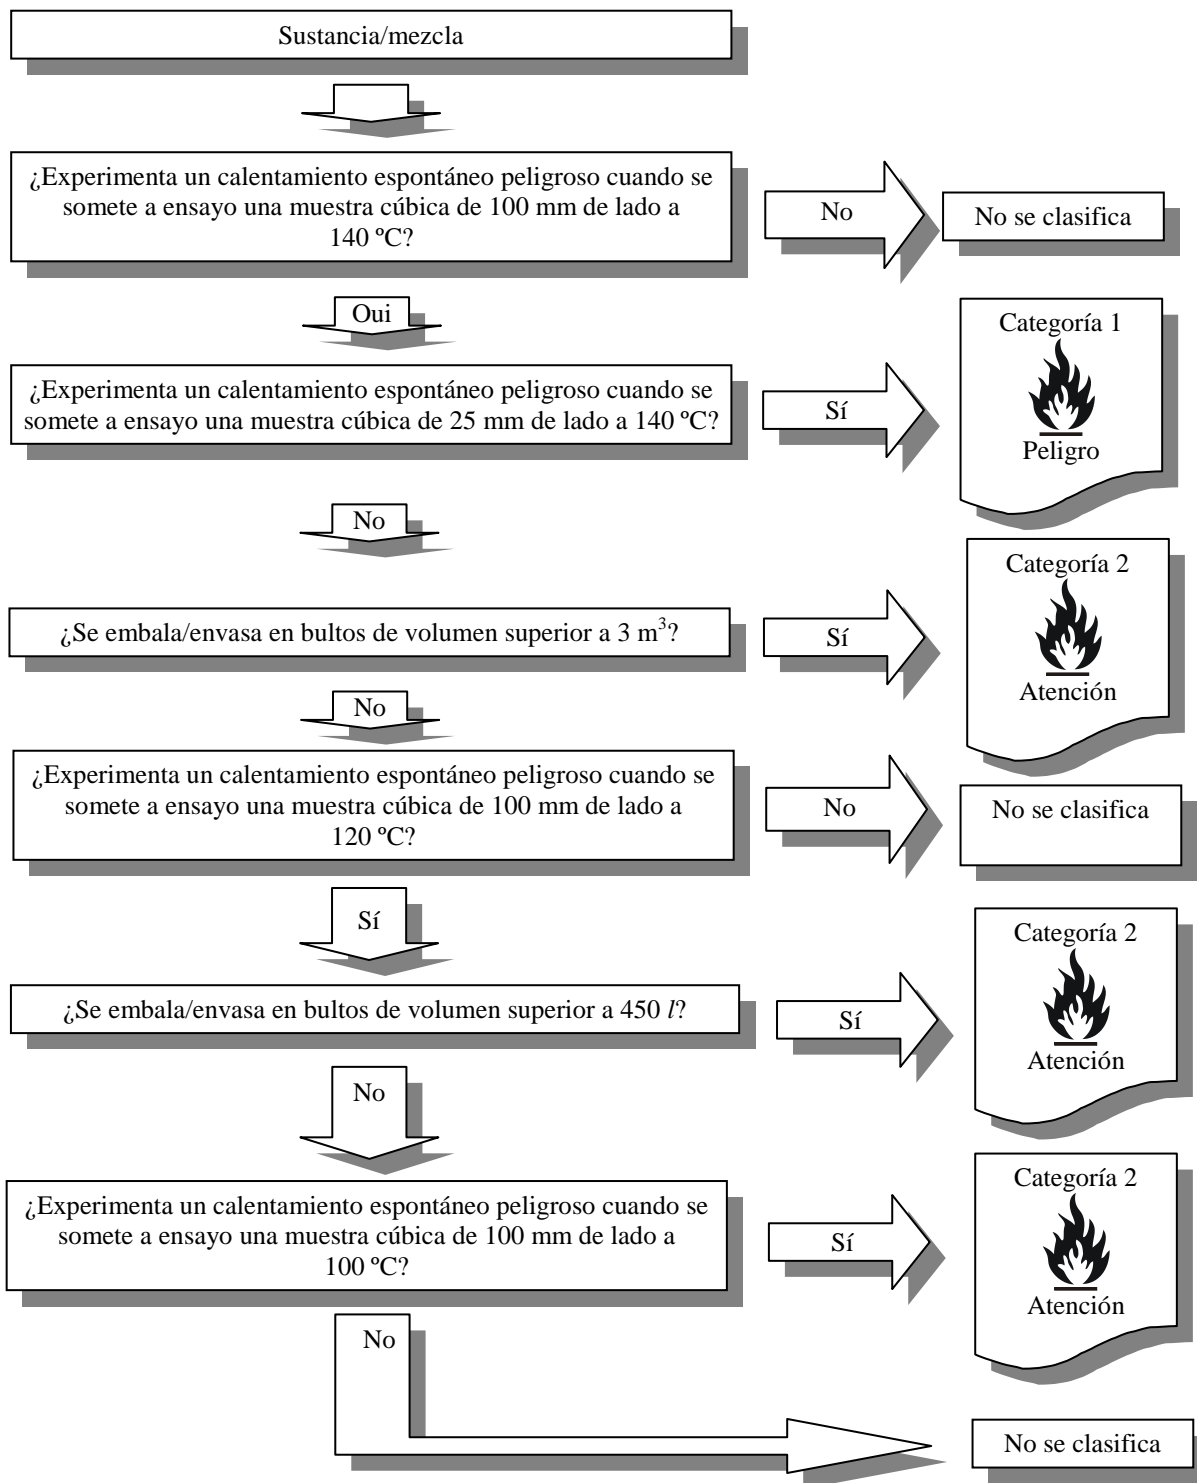 Sustancia/mezcla
¿Experimenta un calentamiento espontáneo peligroso cuando se
somete a ensayo una muestra cúbica de 100 mm de lado a
140 ºC?
No
No se clasifica
Oui
¿Experimenta un calentamiento espontáneo peligroso cuando se
somete a ensayo una muestra cúbica de 25 mm de lado a 140 ºC?
Sí
Categoría 1
Peligro
No
¿Se embala/envasa en bultos de volumen superior a 3 m³?
Sí
Categoría 2
Atención
No
¿Experimenta un calentamiento espontáneo peligroso cuando se
somete a ensayo una muestra cúbica de 100 mm de lado a
120 ºC?
No
No se clasifica
Sí
¿Se embala/envasa en bultos de volumen superior a 450 l?
Sí
Categoría 2
Atención
No
¿Experimenta un calentamiento espontáneo peligroso cuando se
somete a ensayo una muestra cúbica de 100 mm de lado a
100 ºC?
Sí
Categoría 2
Atención
No
No se clasifica